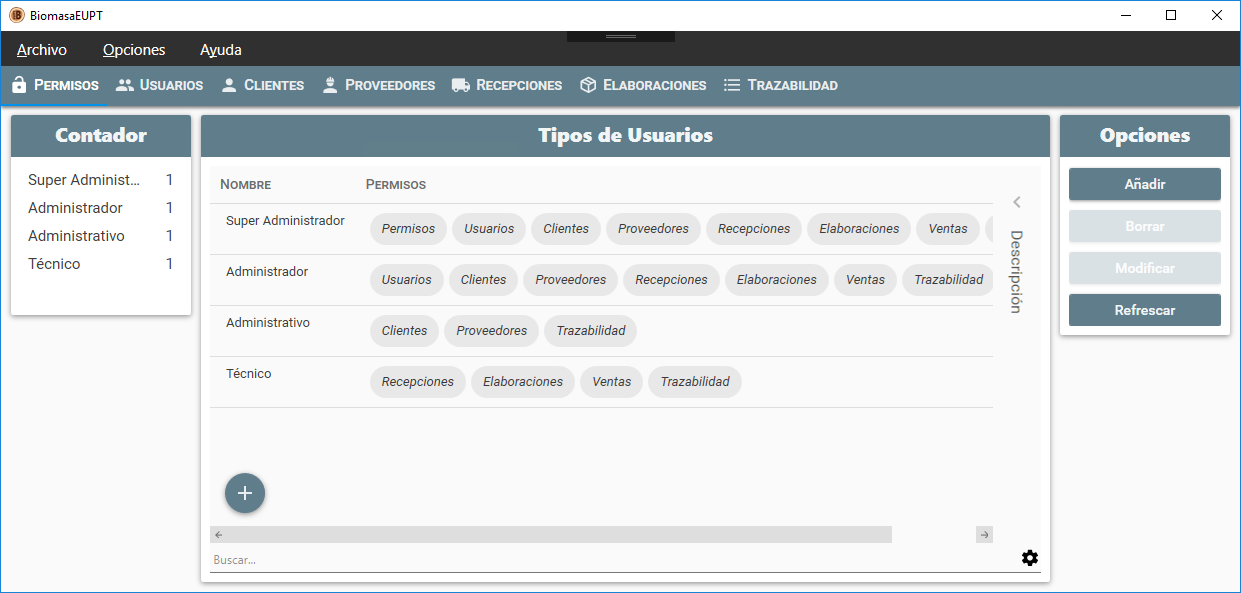 BiomasaEUPT
Archivo Opciones Ayuda
Permisos Usuarios Clientes Proveedores Recepciones Elaboraciones Trazabilidad
Contador
Super Administ... 1
Administrador 1
Administrativo 1
Técnico 1
Tipos de Usuarios
Nombre Permisos
Super Administrador Permisos Usuarios Clientes Proveedores Recepciones Elaboraciones Ventas
Administrador Usuarios Clientes Proveedores Recepciones Elaboraciones Ventas Trazabilidad
Administrativo Clientes Proveedores Trazabilidad
Técnico Recepciones Elaboraciones Ventas Trazabilidad
Descripción
Buscar...
Opciones
Añadir
Borrar
Modificar
Refrescar